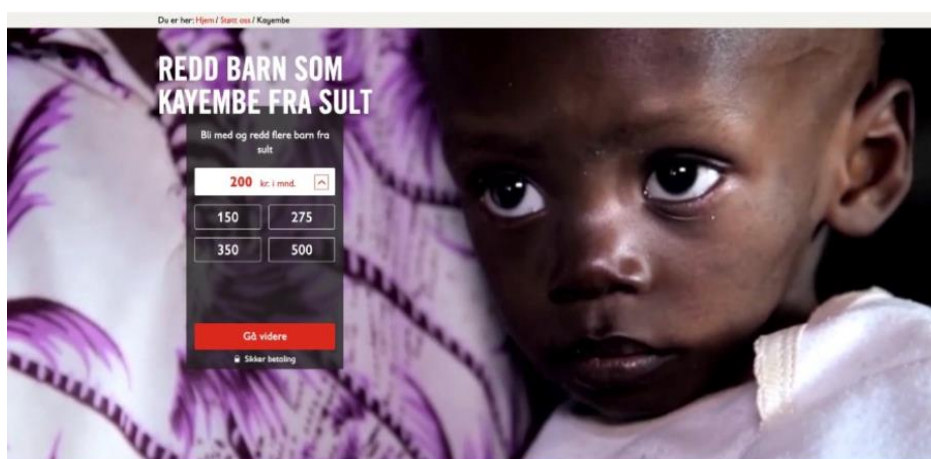 Du er her: Hjem / Støtt oss / Kayembe
REDD BARN SOM
KAYEMBE FRA SULT
Bli med og redd flere barn fra
sult
200 kr. i mnd.
150 275
350 500
Gå videre
Sikker betaling